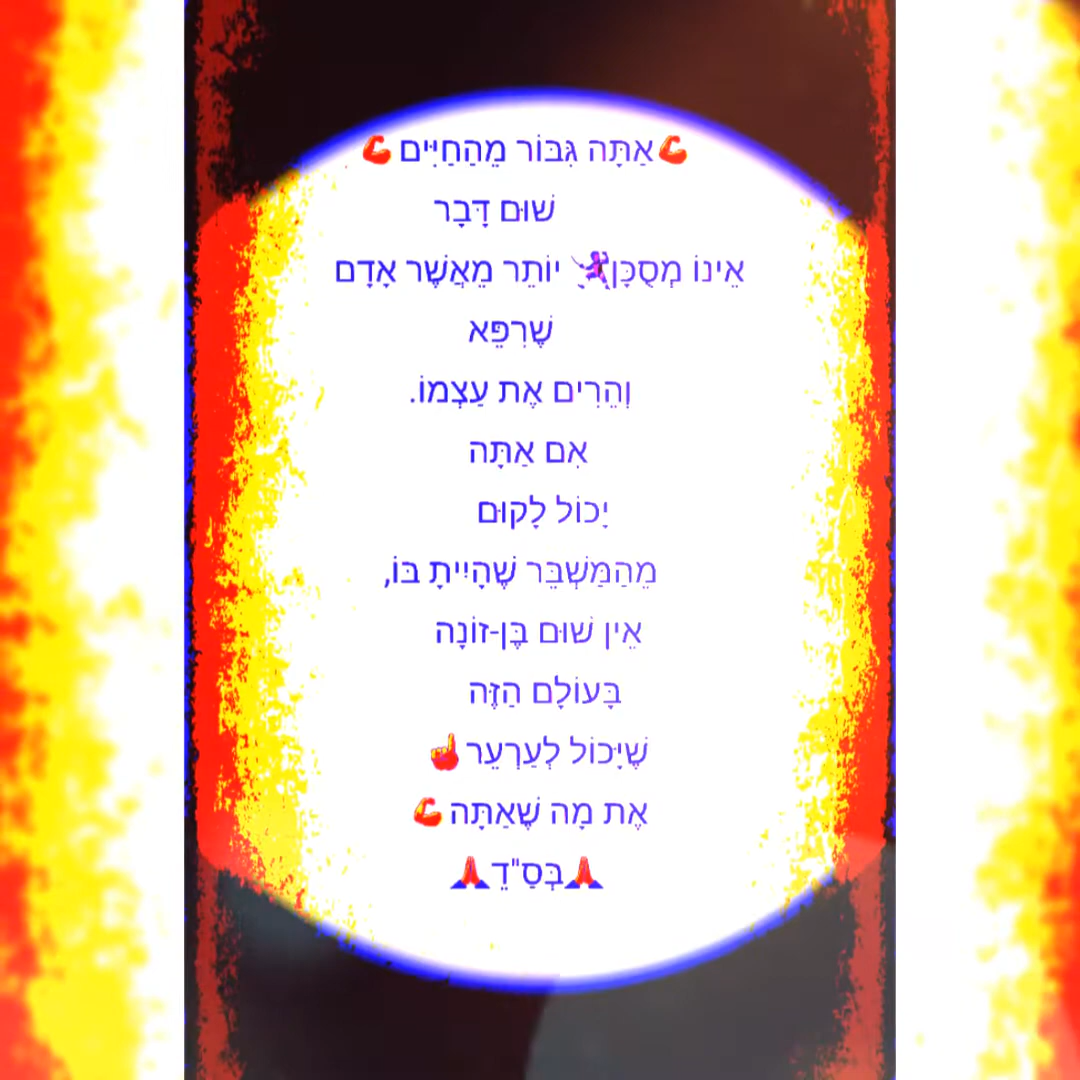 💪אַתָּה גִּבּוֹר מֵהַחַיִּים💪
שׁוּם דָּבָר
אֵינוֹ מְסֻכָּן🤺 יוֹתֵר מֵאֲשֶׁר אָדָם
שֶׁרִפֵּא
וְהֵרִים אֶת עַצְמוֹ.
אִם אַתָּה
יָכוֹל לָקוּם
מֵהַמַּשְׁבֵּר שֶׁהָיִיתָ בּוֹ,
אֵין שׁוּם בֶּן-זוֹנָה
בָּעוֹלָם הַזֶּה
שֶׁיָּכוֹל לְעַרְעֵר☝
אֶת מָה שֶׁאַתָּה💪
🙏בְּסַ"דֵ🙏